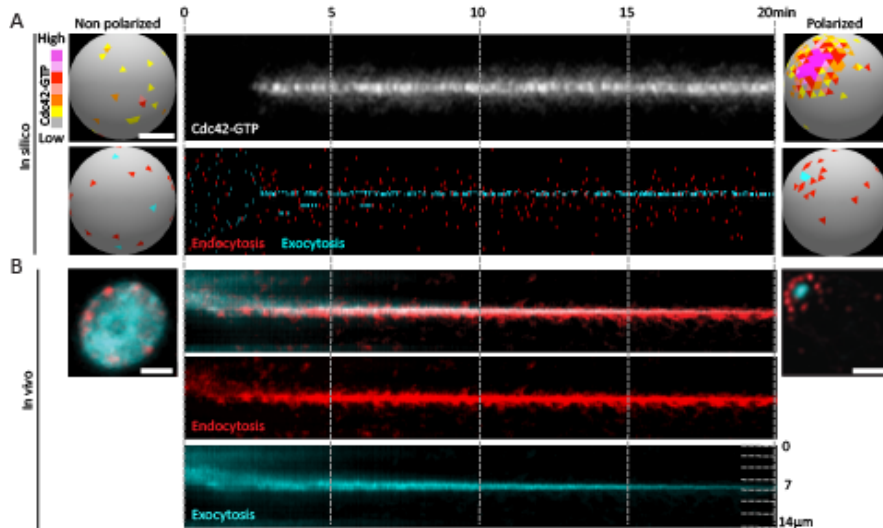 A
Non polarized
0
5
10
15
20min
Polarized
High
Cdc42-GTP
Low
In silico
Cdc42-GTP
Endocytosis
Exocytosis
B
In vivo
Endocytosis
Exocytosis
0
7
14μm